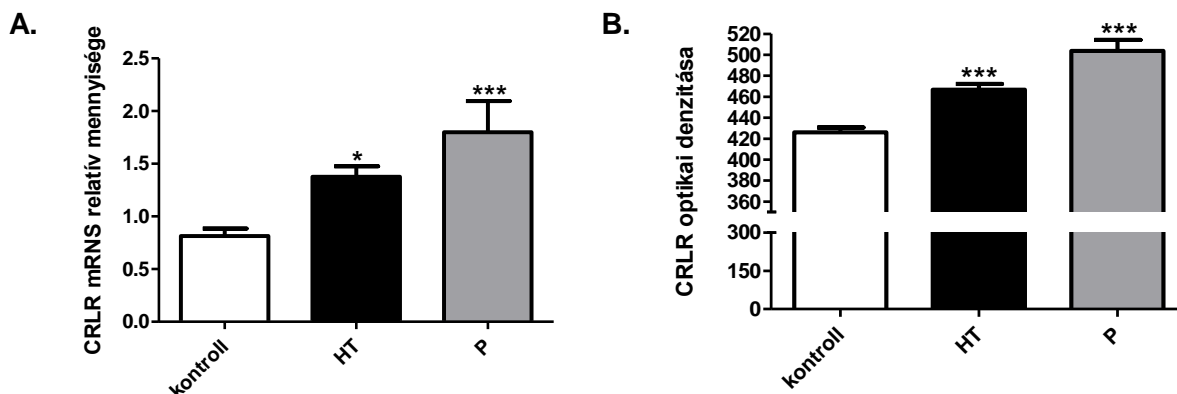 A.
CRLR mRNS relatív mennyisége
2.5
2.0
1.5
1.0
0.5
0.0
*
***
kontroll
HT
P
B.
CRLR optikai denzitása
520
500
480
460
440
420
400
380
360
300
150
0
***
***
kontroll
HT
P